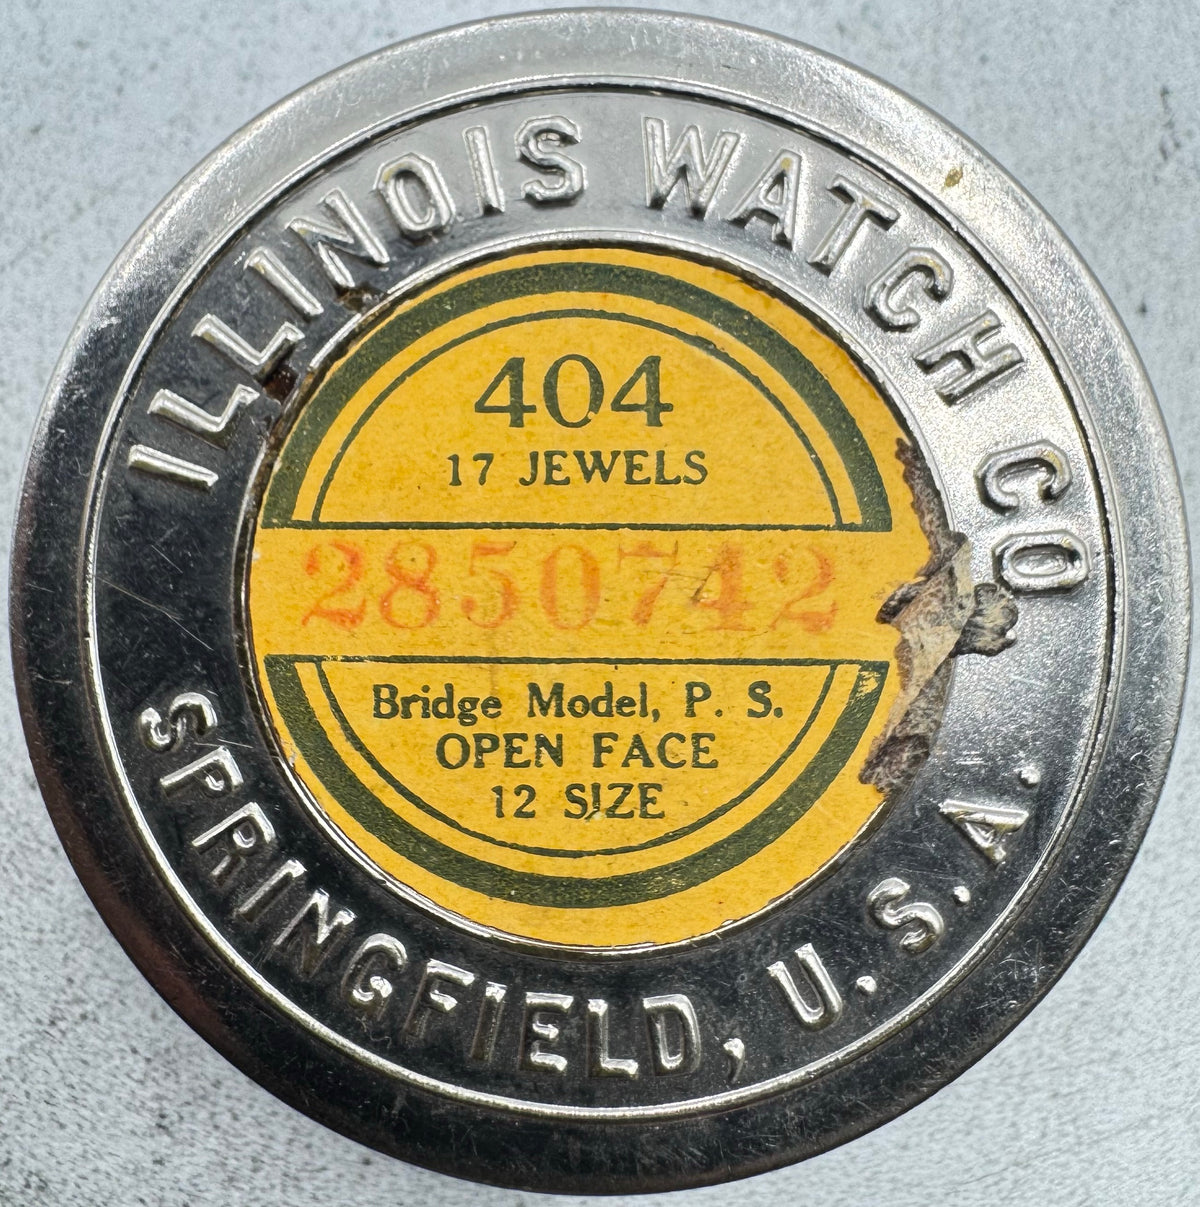 ILLINOIS WATCH CO
404
17 JEWELS
2850742
Bridge Model, P. S.
OPEN FACE
12 SIZE
SPRINGFIELD, U.S.A.